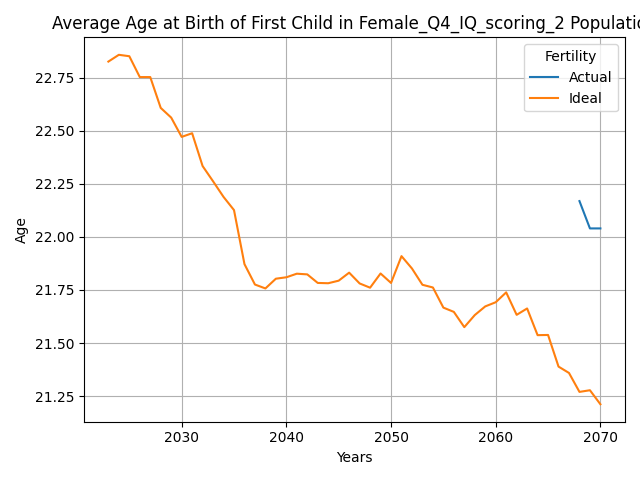 Average Age at Birth of First Child in Female_Q4_IQ_scoring_2 Populatio
Fertility
Actual
Ideal
22.75
22.50
22.25
22.00
21.75
21.50
21.25
Age
2030 2040 2050 2060 2070
Years